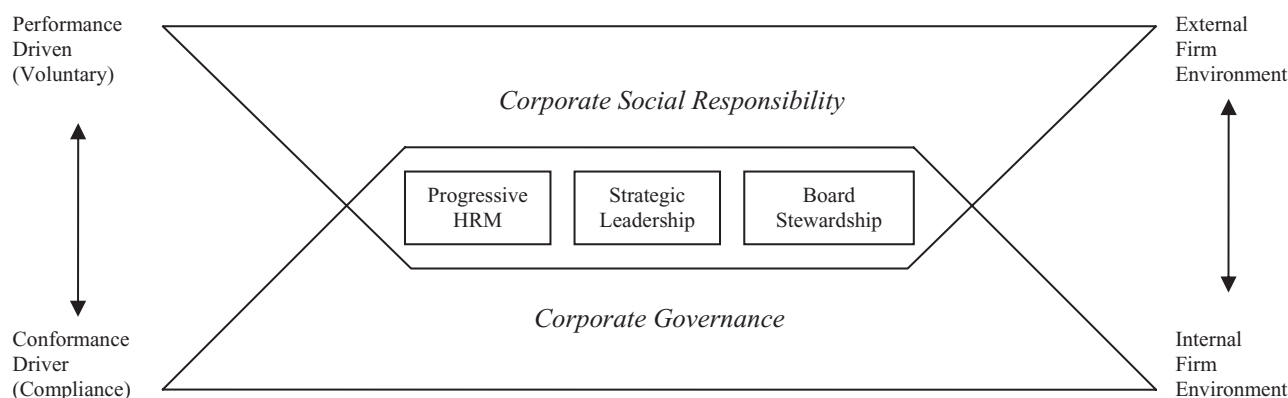 Performance
Driven
(Voluntary)
External
Firm
Environment
Corporate Social Responsibility
Progressive
HRM
Strategic
Leadership
Board
Stewardship
Corporate Governance
Conformance
Driver
(Compliance)
Internal
Firm
Environment